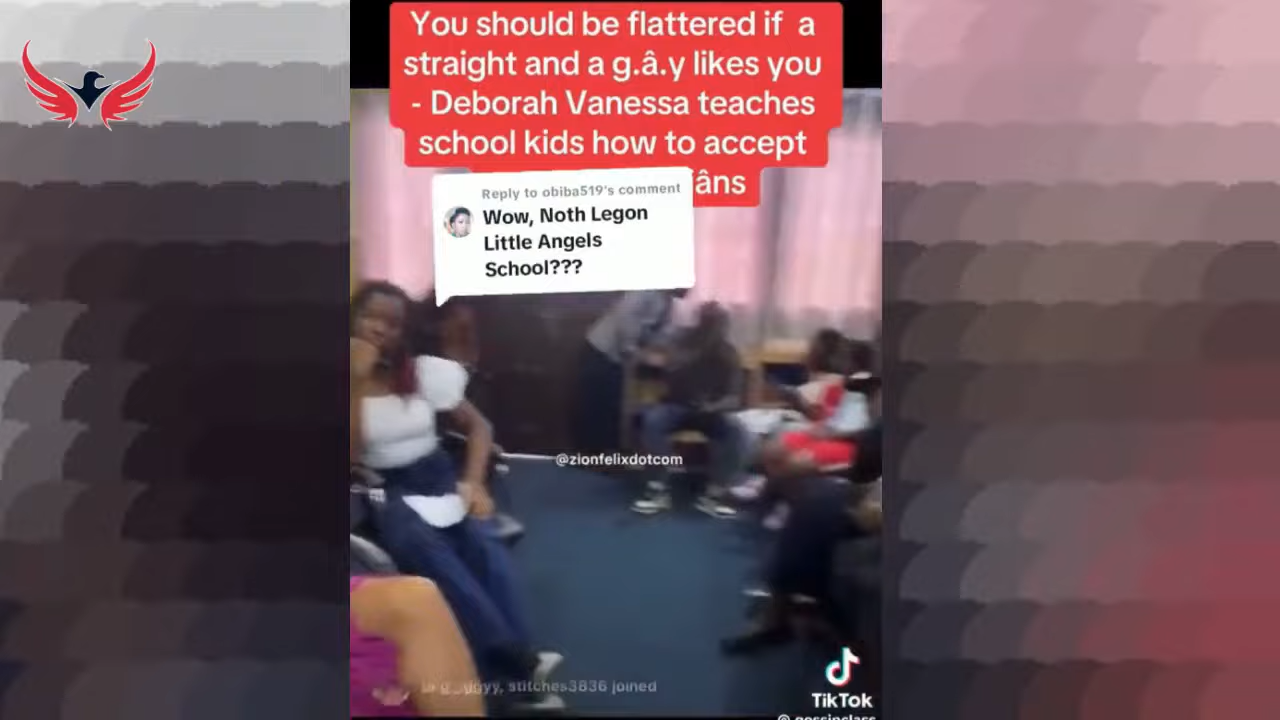 You should be flattered if a
straight and a g.â.y likes you
- Deborah Vanessa teaches
school kids how to accept
âns
Reply to obiba519's comment
Wow, Noth Legon
Little Angels
School???
@zionfelixdotcom
stitches3836 joined
TikTok